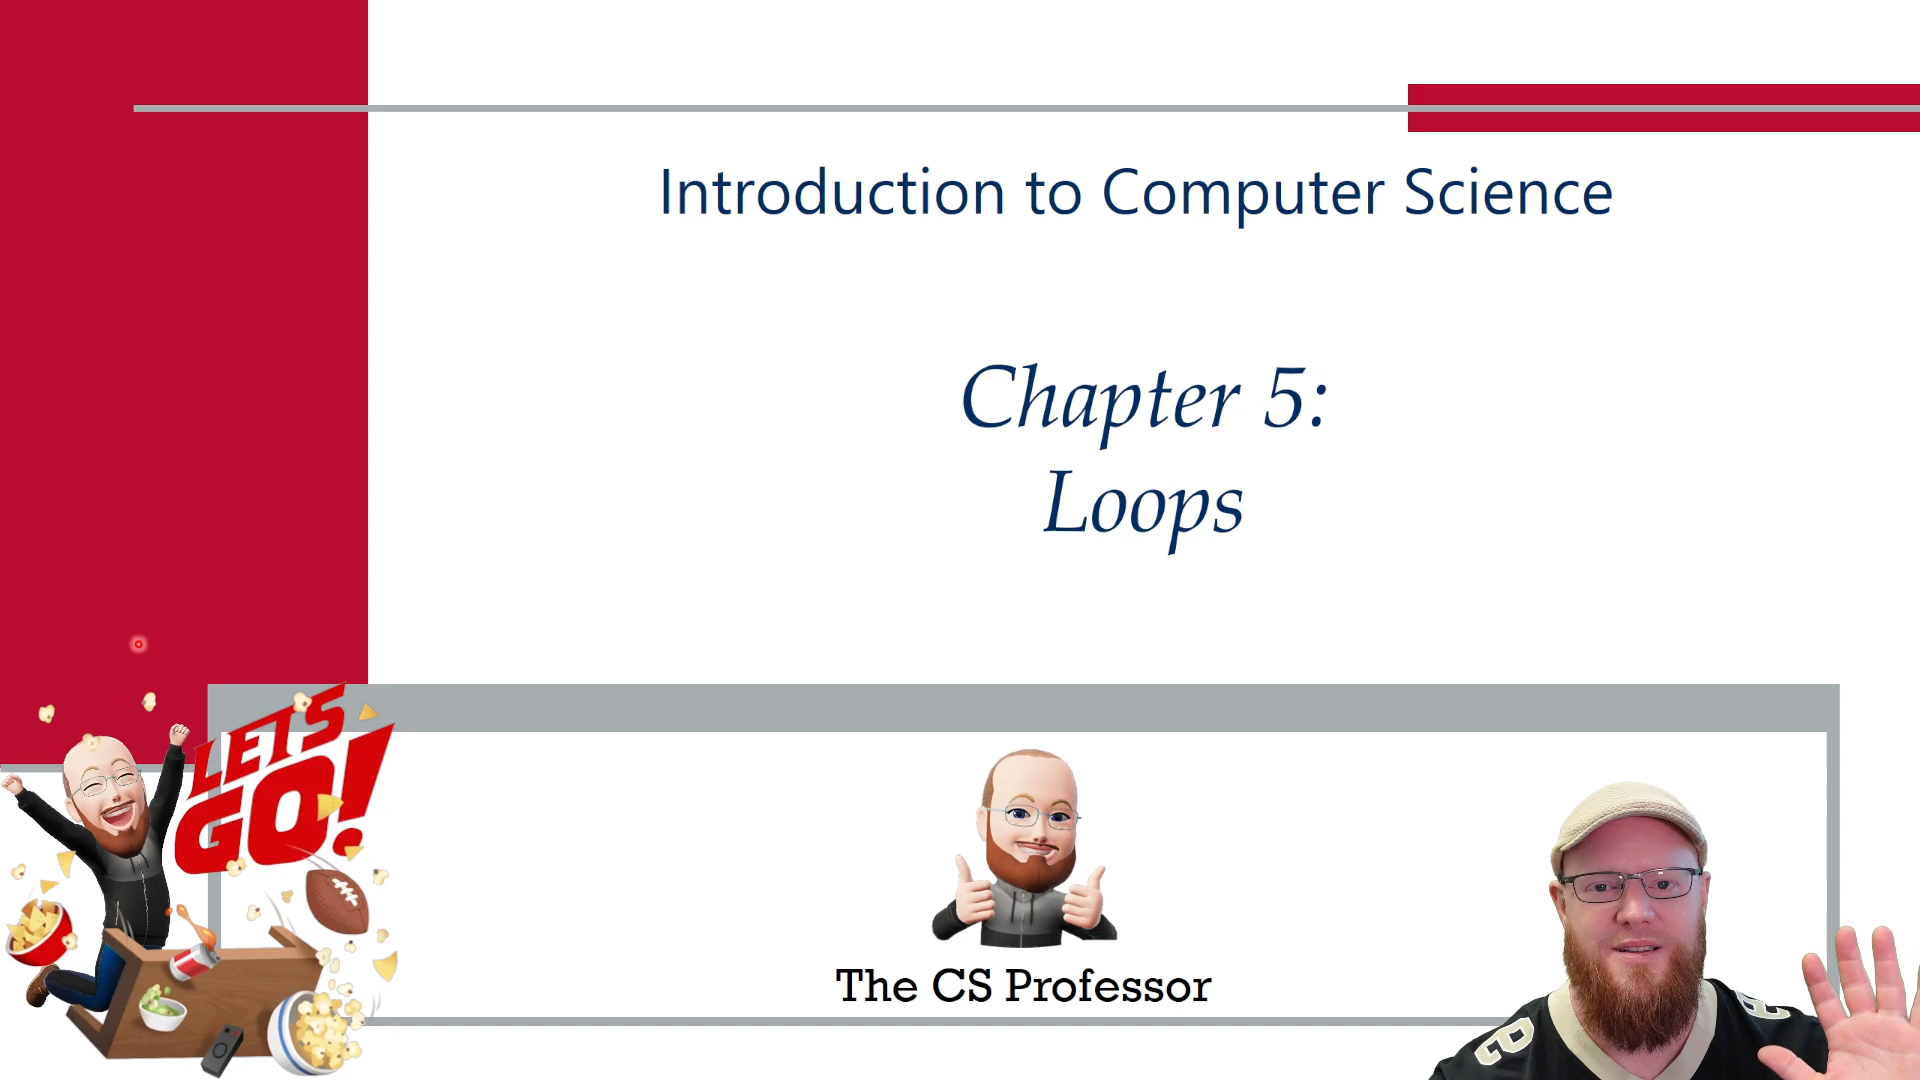 Introduction to Computer Science
Chapter 5:
Loops
LETS
GO!
The CS Professor